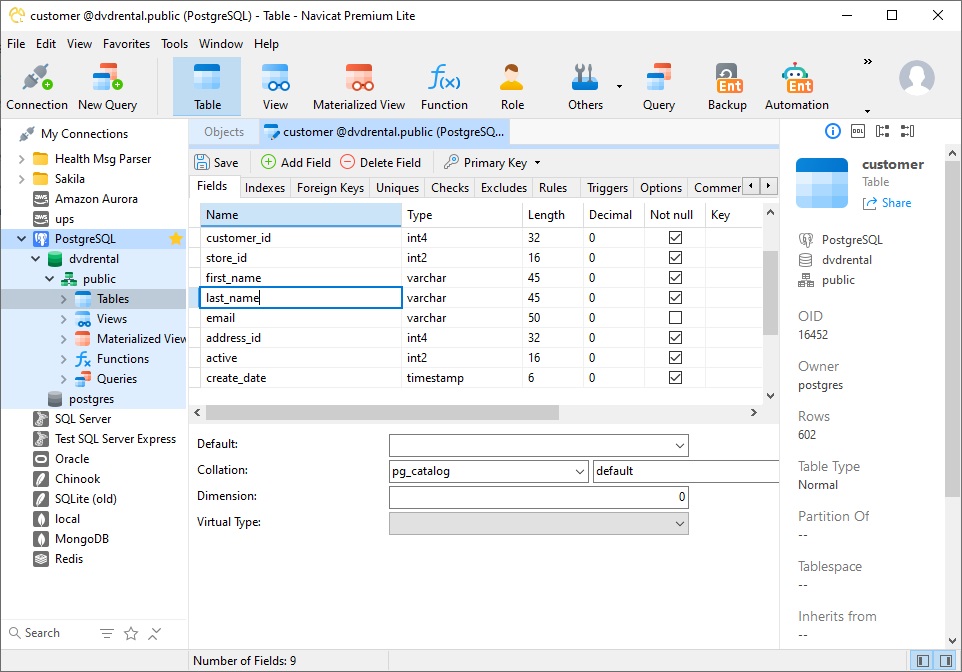 customer @dvdrental.public (PostgreSQL) - Table - Navicat Premium Lite
File Edit View Favorites Tools Window Help
Connection New Query Table View Materialized View Function Role Others Query Backup Automation
Ent Ent
f(x)
My Connections
Health Msg Parser
Sakila
aws Amazon Aurora
aws ups
PostgreSQL
dvdrental
public
Tables
Views
Materialized View
Functions
Queries
postgres
SQL Server
Test SQL Server Express
Oracle
Chinook
SQLite (old)
local
MongoDB
Redis
Search
Objects customer @dvdrental.public (PostgreSQ...
Save Add Field Delete Field Primary Key
Fields Indexes Foreign Keys Uniques Checks Excludes Rules Triggers Options Commer
Name Type Length Decimal Not null Key
customer_id int4 32 0
store_id int2 16 0
first_name varchar 45 0
last_name varchar 45 0
email varchar 50 0
address_id int4 32 0
active int2 16 0
create_date timestamp 6 0
Default:
Collation: pg_catalog default
Dimension: 0
Virtual Type:
Number of Fields: 9
DDL
customer
Table
Share
PostgreSQL
dvdrental
public
OID
16452
Owner
postgres
Rows
602
Table Type
Normal
Partition Of
--
Tablespace
--
Inherits from
--